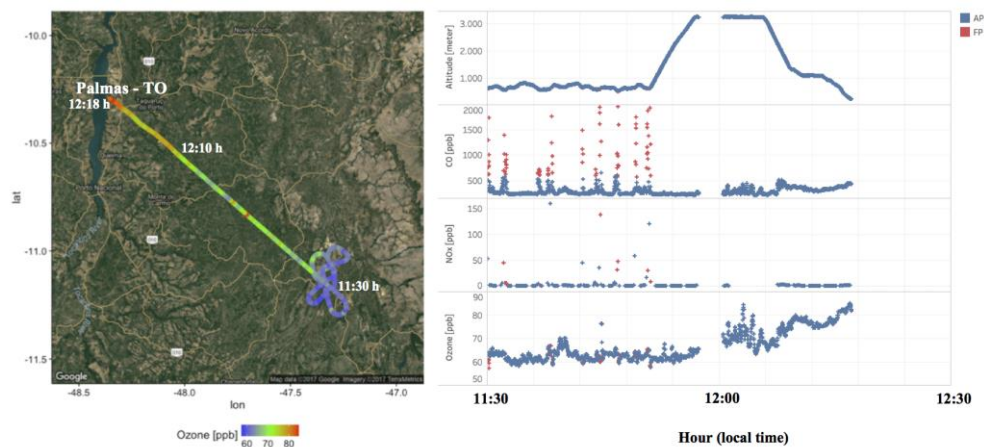 -10.0
-10.5
-11.0
-11.5
lat
Palmas - TO
12:18 h
12:10 h
11:30 h
Google
Map data ©2017 Google Imagery ©2017 TerraMetrics
-48.5
-48.0
-47.5
-47.0
lon
Ozone [ppb]
60 70 80
AP
FP
Altitude [meter]
3.000
2.000
1.000
CO [ppb]
2000
1500
1000
500
NOx [ppb]
150
100
50
0
Ozone [ppb]
90
80
70
60
50
11:30
12:00
12:30
Hour (local time)